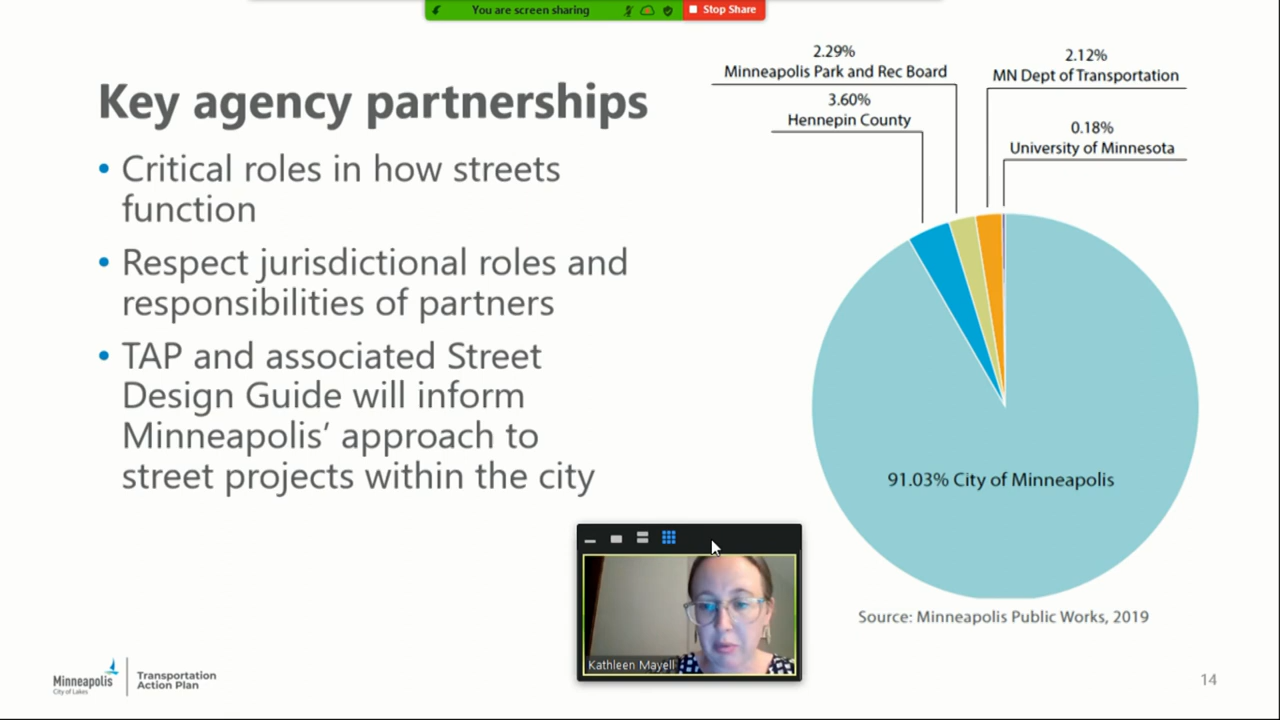 You are screen sharing
Stop Share
Key agency partnerships
• Critical roles in how streets
function
• Respect jurisdictional roles and
responsibilities of partners
• TAP and associated Street
Design Guide will inform
Minneapolis’ approach to
street projects within the city
2.29%
Minneapolis Park and Rec Board
3.60%
Hennepin County
2.12%
MN Dept of Transportation
0.18%
University of Minnesota
91.03% City of Minneapolis
Source: Minneapolis Public Works, 2019
Kathleen Mayell
Minneapolis
City of Lakes
Transportation
Action Plan
14